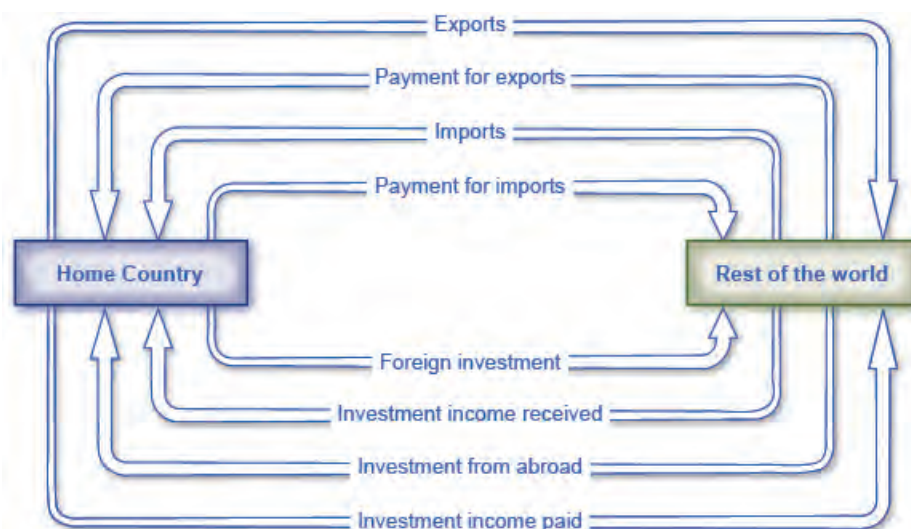 Exports
Payment for exports
Imports
Payment for imports
Home Country
Rest of the world
Foreign investment
Investment income received
Investment from abroad
Investment income paid